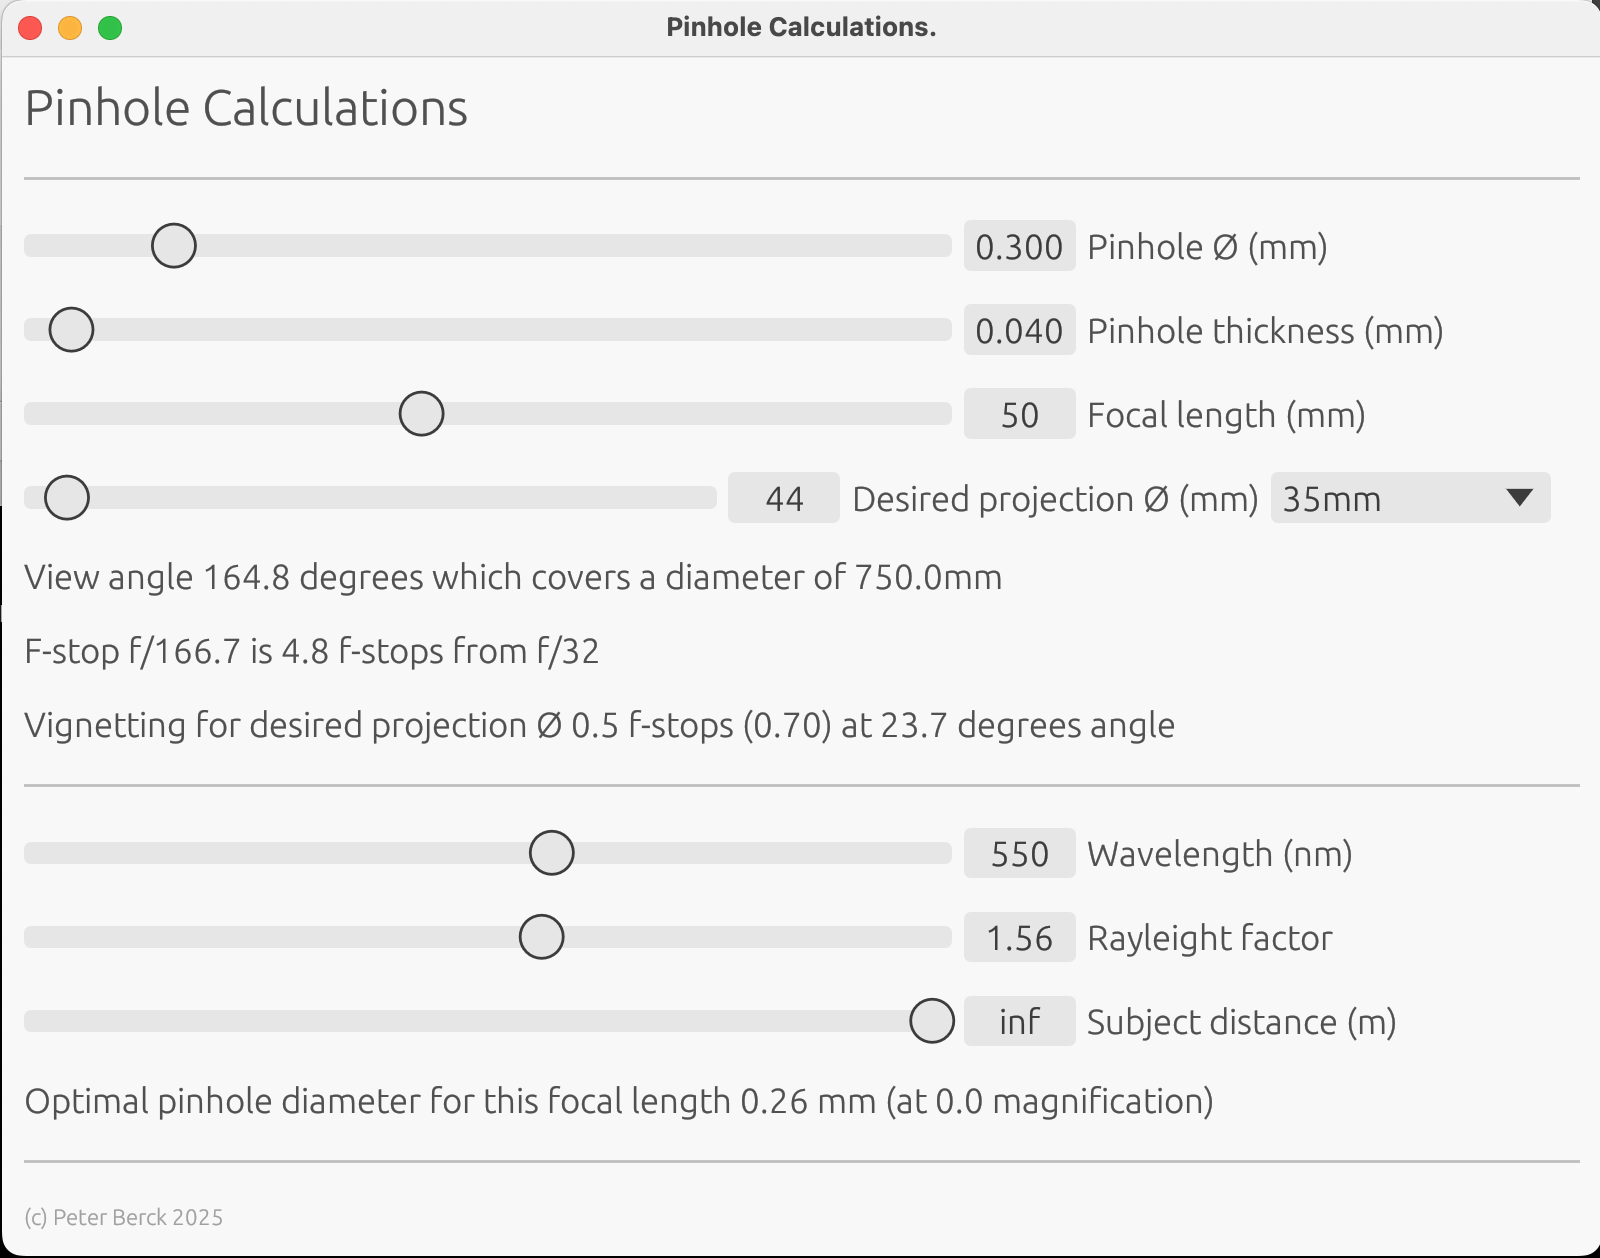 Pinhole Calculations.
Pinhole Calculations
0.300 Pinhole Ø (mm)
0.040 Pinhole thickness (mm)
50 Focal length (mm)
44 Desired projection Ø (mm) 35mm
View angle 164.8 degrees which covers a diameter of 750.0mm
F-stop f/166.7 is 4.8 f-stops from f/32
Vignetting for desired projection Ø 0.5 f-stops (0.70) at 23.7 degrees angle
550 Wavelength (nm)
1.56 Rayleight factor
inf Subject distance (m)
Optimal pinhole diameter for this focal length 0.26 mm (at 0.0 magnification)
(c) Peter Berck 2025